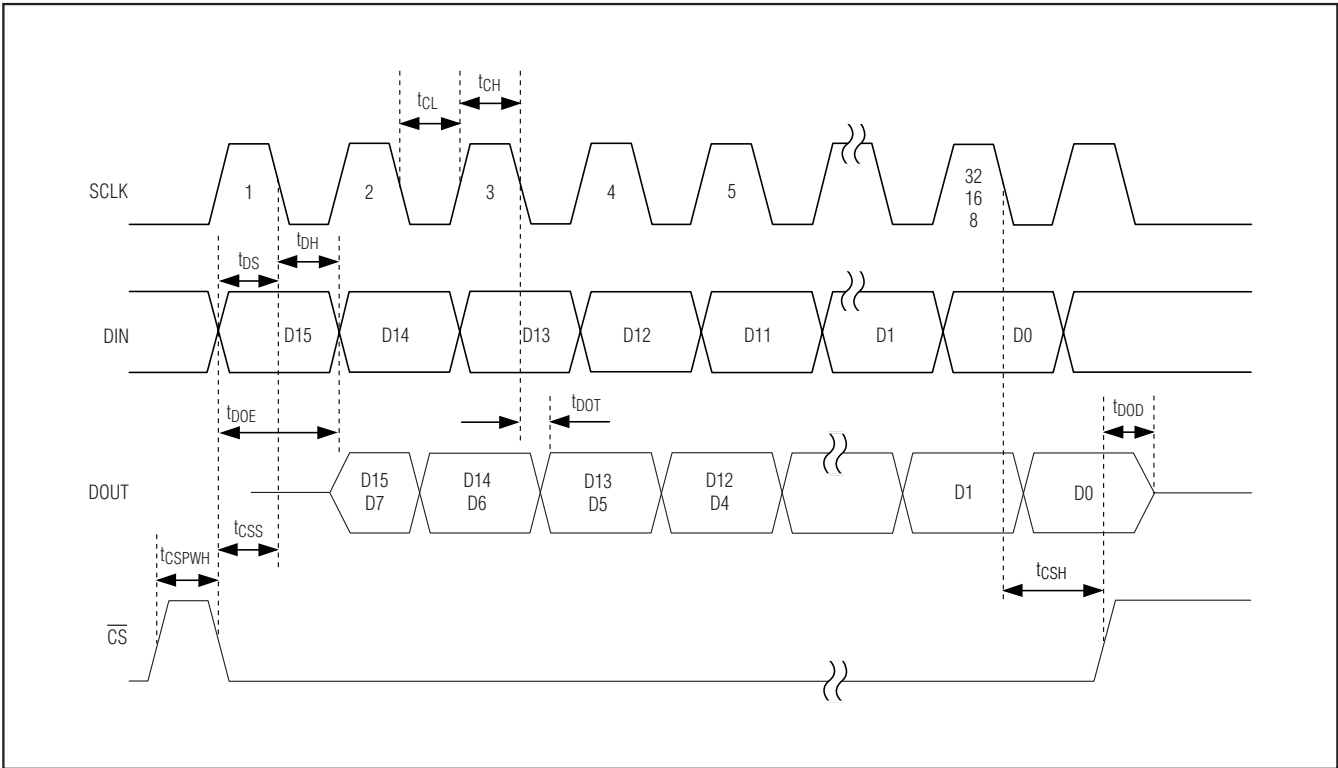 tCL
tCH
SCLK
1
2
3
4
5
32
16
8
tDS
tDH
DIN
D15
D14
D13
D12
D11
D1
D0
tDOE
tDOT
tDOD
DOUT
D15
D7
D14
D6
D13
D5
D12
D4
D1
D0
tCSPWH
tCSS
tCSH
CS